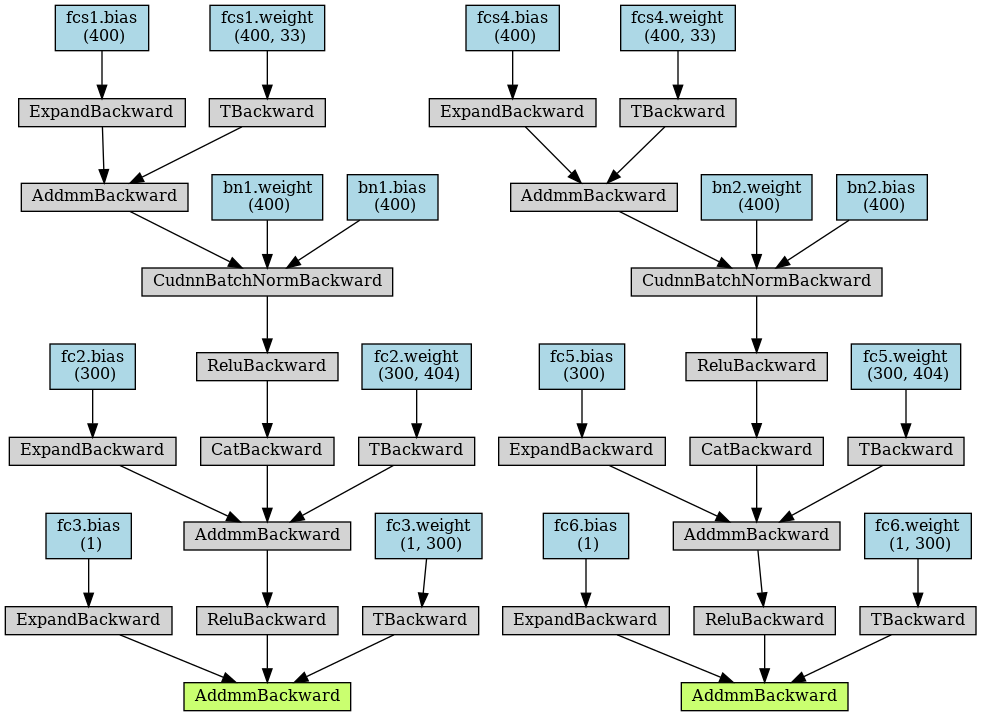 fcs1.bias
(400)
fcs1.weight
(400, 33)
fcs4.bias
(400)
fcs4.weight
(400, 33)
ExpandBackward
TBackward
ExpandBackward
TBackward
AddmmBackward
bn1.weight
(400)
bn1.bias
(400)
AddmmBackward
bn2.weight
(400)
bn2.bias
(400)
CudnnBatchNormBackward
CudnnBatchNormBackward
fc2.bias
(300)
ReluBackward
fc2.weight
(300, 404)
fc5.bias
(300)
ReluBackward
fc5.weight
(300, 404)
ExpandBackward
CatBackward
TBackward
ExpandBackward
CatBackward
TBackward
fc3.bias
(1)
AddmmBackward
fc3.weight
(1, 300)
fc6.bias
(1)
AddmmBackward
fc6.weight
(1, 300)
ExpandBackward
ReluBackward
TBackward
ExpandBackward
ReluBackward
TBackward
AddmmBackward
AddmmBackward